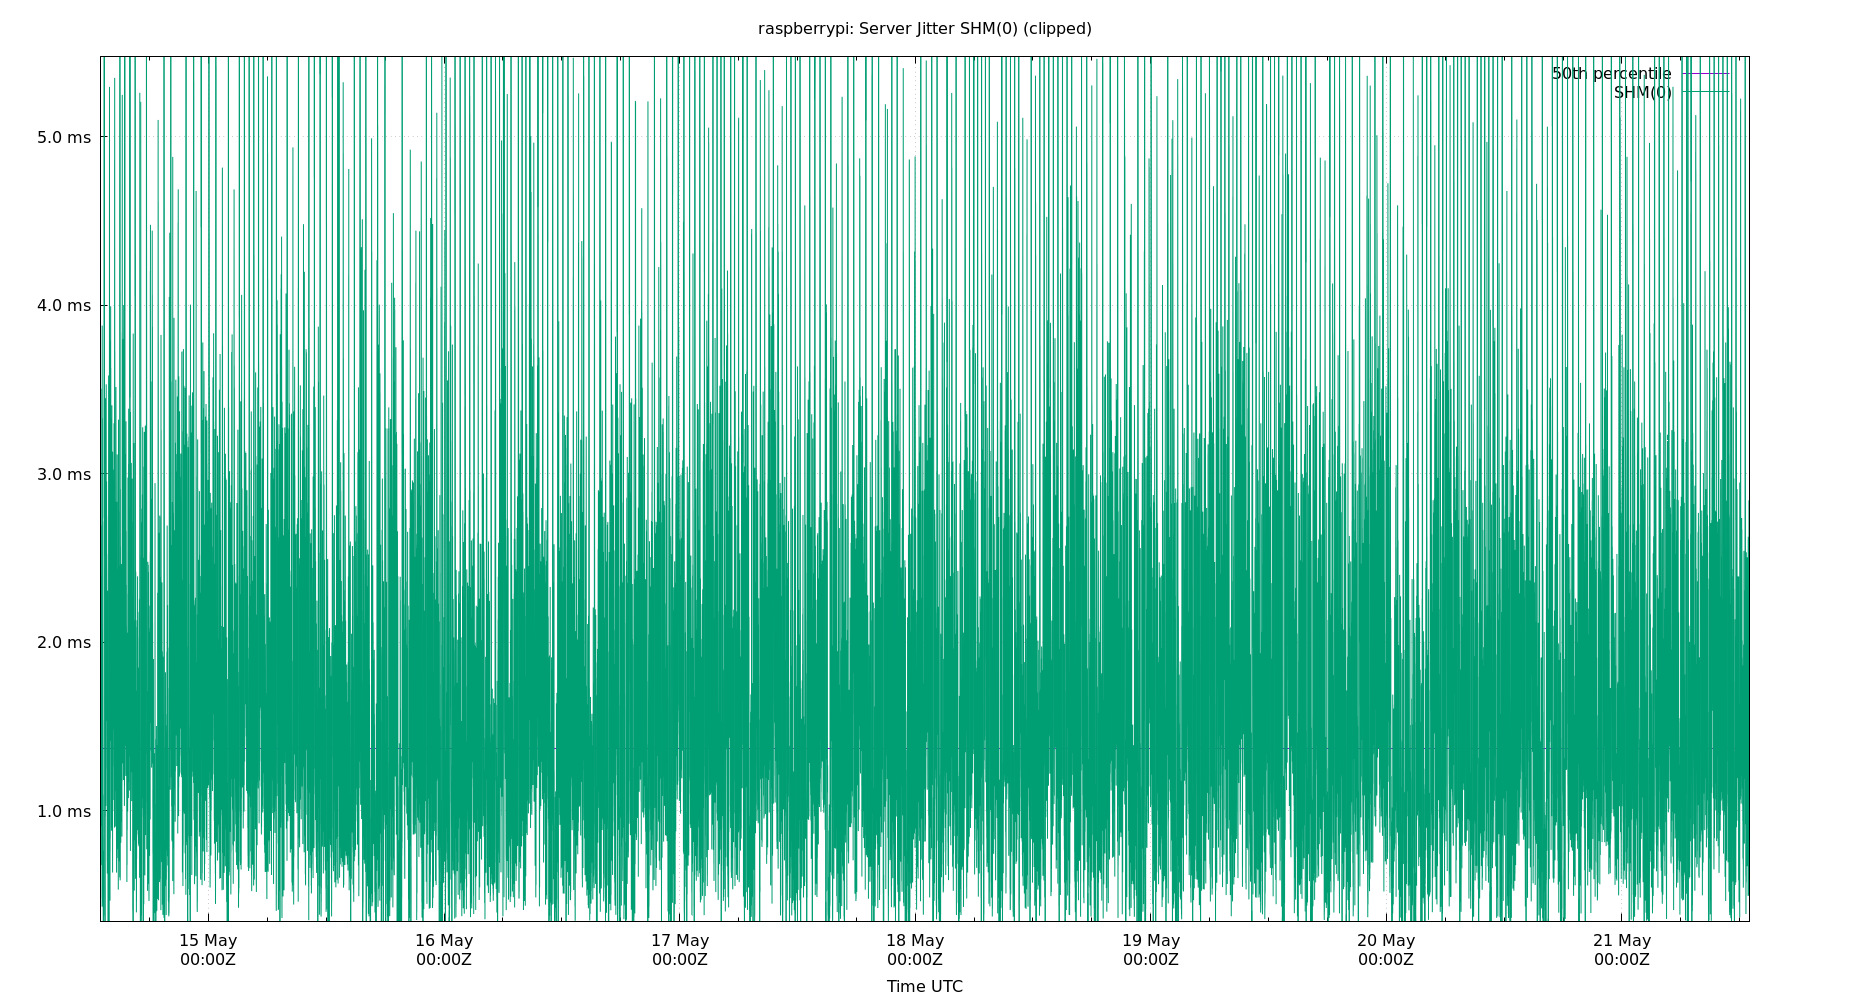 raspberrypi: Server Jitter SHM(0) (clipped)
50th percentile
SHM(0)
5.0 ms
4.0 ms
3.0 ms
2.0 ms
1.0 ms
15 May 16 May 17 May 18 May 19 May 20 May 21 May
00:00Z 00:00Z 00:00Z 00:00Z 00:00Z 00:00Z 00:00Z
Time UTC